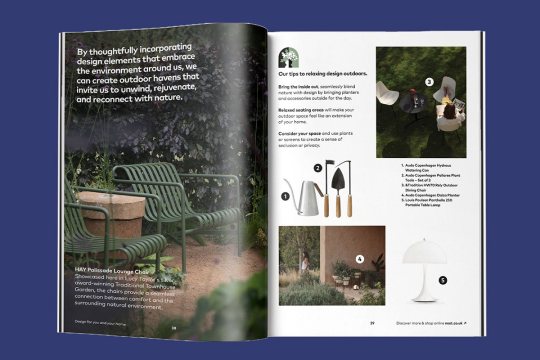 By thoughtfully incorporating
design elements that embrace
the environment around us, we
can create outdoor havens that
invite us to unwind, rejuvenate,
and reconnect with nature.
HAY Palissade Lounge Chair
Showcased here in Lucy Taylor's
award-winning Traditional Townhouse
Garden, the chairs provide a seamless
connection between comfort and the
surrounding natural environment.
Design for you and your home.
38
Our tips to relaxing design outdoors.
Bring the inside out, seamlessly blend
nature with design by bringing planters
and accessories outside for the day.
Relaxed seating areas will make your
outdoor space feel like an extension
of your home.
Consider your space and use plants
or screens to create a sense of
seclusion or privacy.
3
2
1
1. Audo Copenhagen Hydrous
Watering Can
2. Audo Copenhagen Pallares Plant
Tools – Set of 3
3. &Tradition Rely Outdoor
Dining Chair
4. Audo Copenhagen Planter
5. Louis Poulsen Panthella 250
Portable Table Lamp
4
5
39
Discover more & shop online nest.co.uk ↗